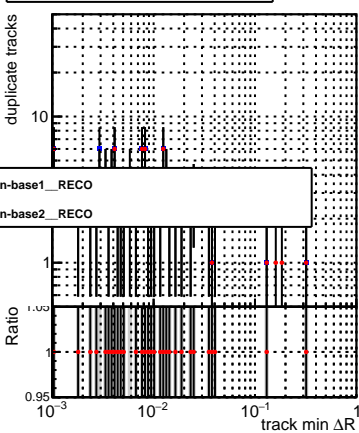 duplicate tracks
10
n-base1__RECO
n-base2__RECO
1
1.05
Ratio
1
0.95
10⁻³ 10⁻² 10⁻¹ 1
track min ΔR